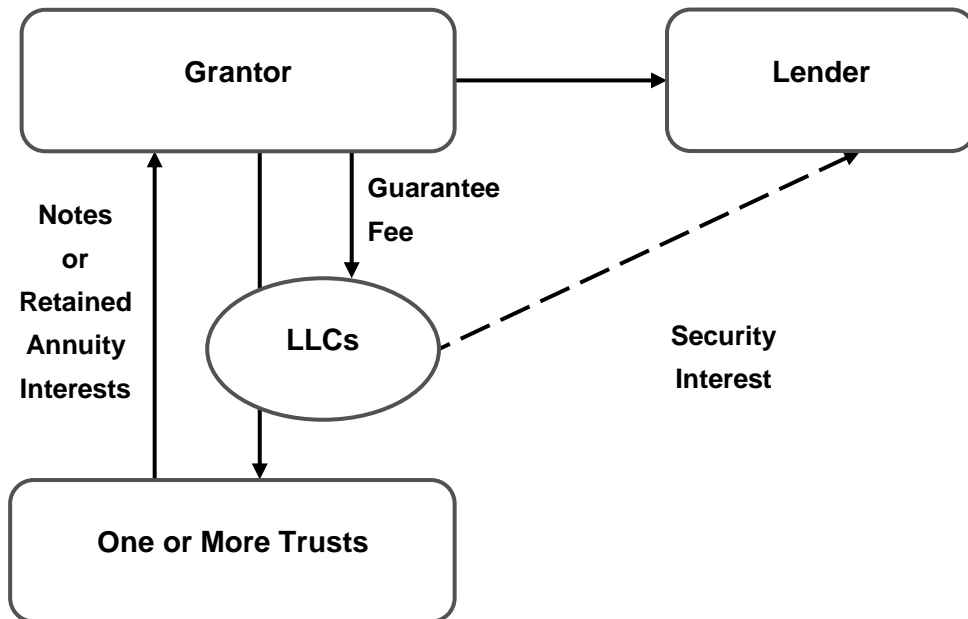 Grantor
Lender
Guarantee
Fee
Notes
or
Retained
Annuity
Interests
LLCs
Security
Interest
One or More Trusts